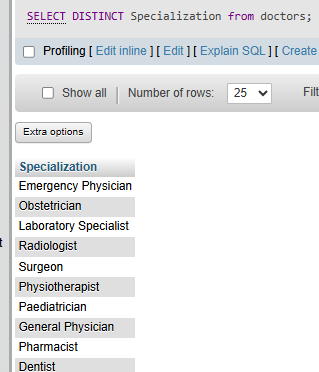 SELECT DISTINCT Specialization from doctors;
Profiling [ Edit inline ] [ Edit ] [ Explain SQL ] [ Create
Show all Number of rows: 25 Filt
Extra options
Specialization
Emergency Physician
Obstetrician
Laboratory Specialist
Radiologist
Surgeon
t
Physiotherapist
Paediatrician
General Physician
Pharmacist
Dentist